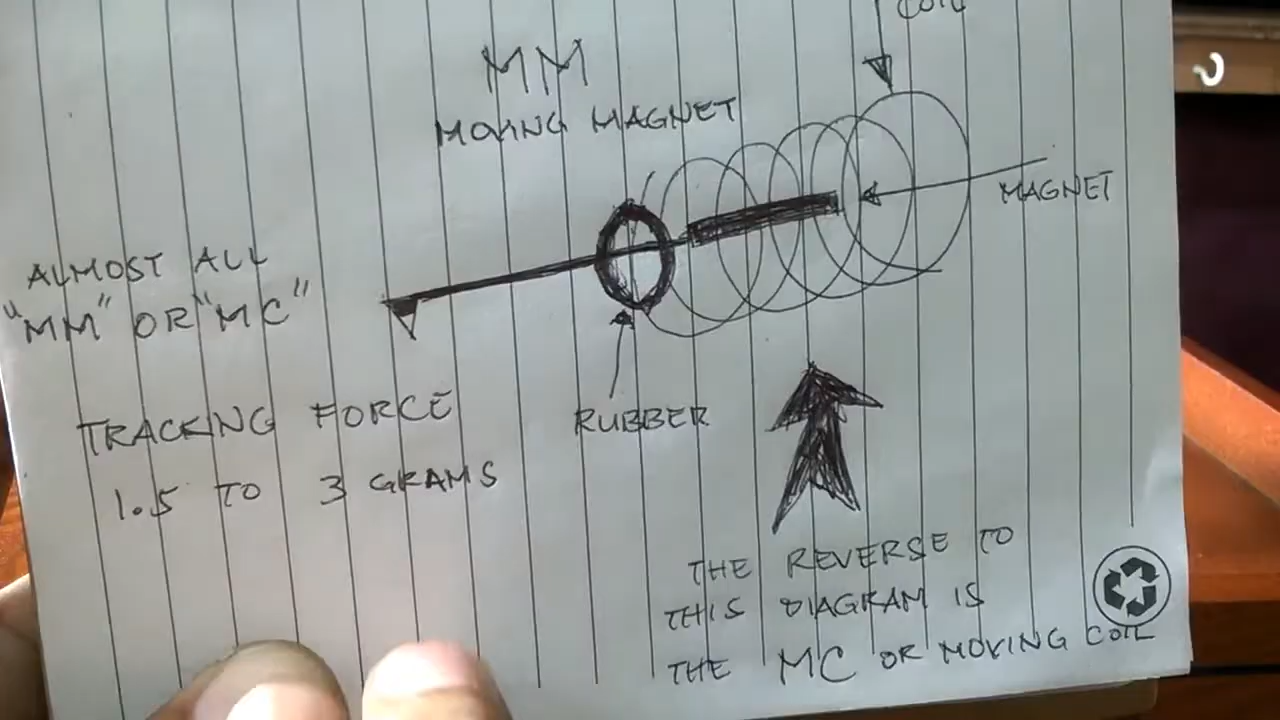 COIL
MM
MOVING MAGNET
MAGNET
ALMOST ALL
"MM" OR "MC"
TRACKING FORCE
1.5 TO 3 GRAMS
RUBBER
THE REVERSE TO
THIS DIAGRAM IS
THE MC OR MOVING COIL